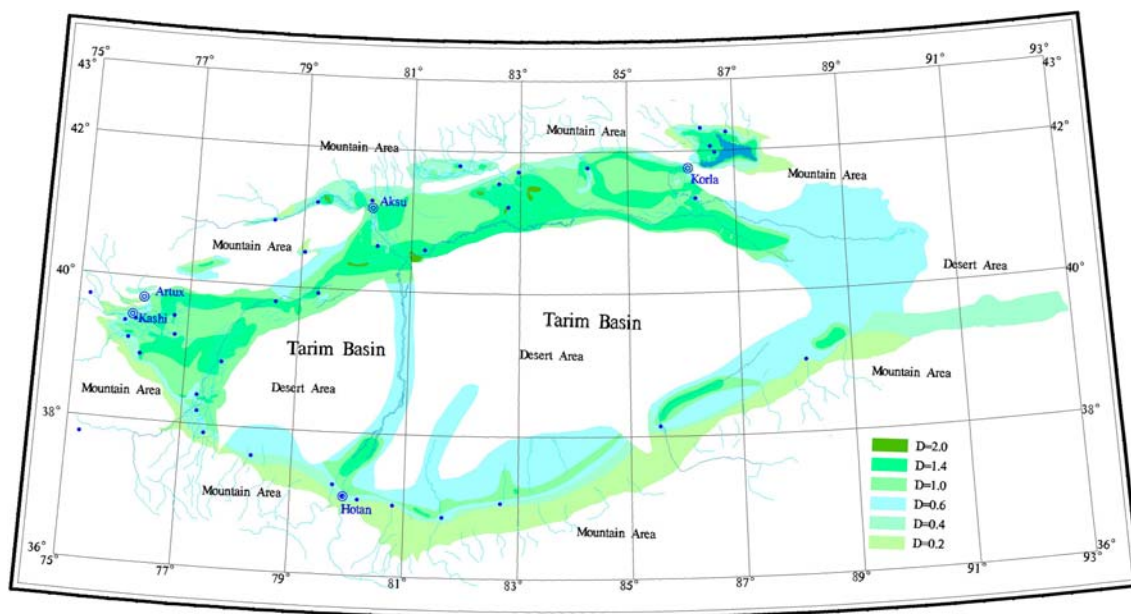 75° 77° 79° 81° 83° 85° 87° 89° 91° 93°
43° 43°
42° 42°
Mountain Area Mountain Area
Mountain Area
Korla
Aksu
Mountain Area
40° 40°
Desert Area
Artux
Kashi
Tarim Basin Tarim Basin
Desert Area
Mountain Area
Mountain Area Desert Area
38° 38°
D=2.0
D=1.4
D=1.0
D=0.6
D=0.4
D=0.2
Mountain Area
Hotan
Mountain Area
36° 36°
75° 77° 79° 81° 83° 85° 87° 89° 91° 93°